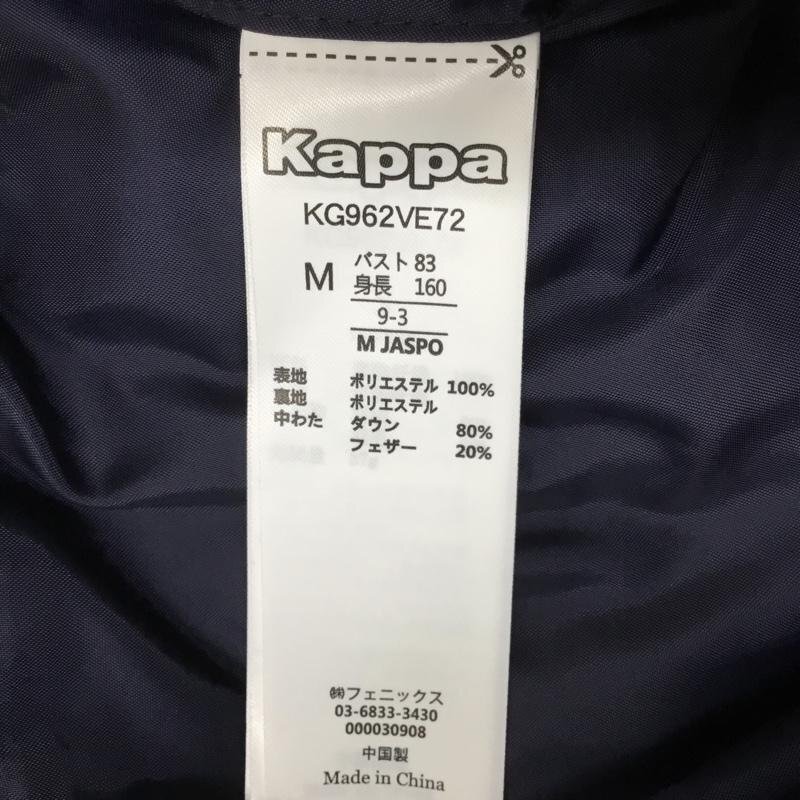 Kappa
KG962VE72
M
バスト 83
身長 160
9-3
M JASPO
表地 ポリエステル 100%
裏地 ポリエステル
中わた ダウン 80%
フェザー 20%
㈱フェニックス
03-6833-3430
000030908
中国製
Made in China